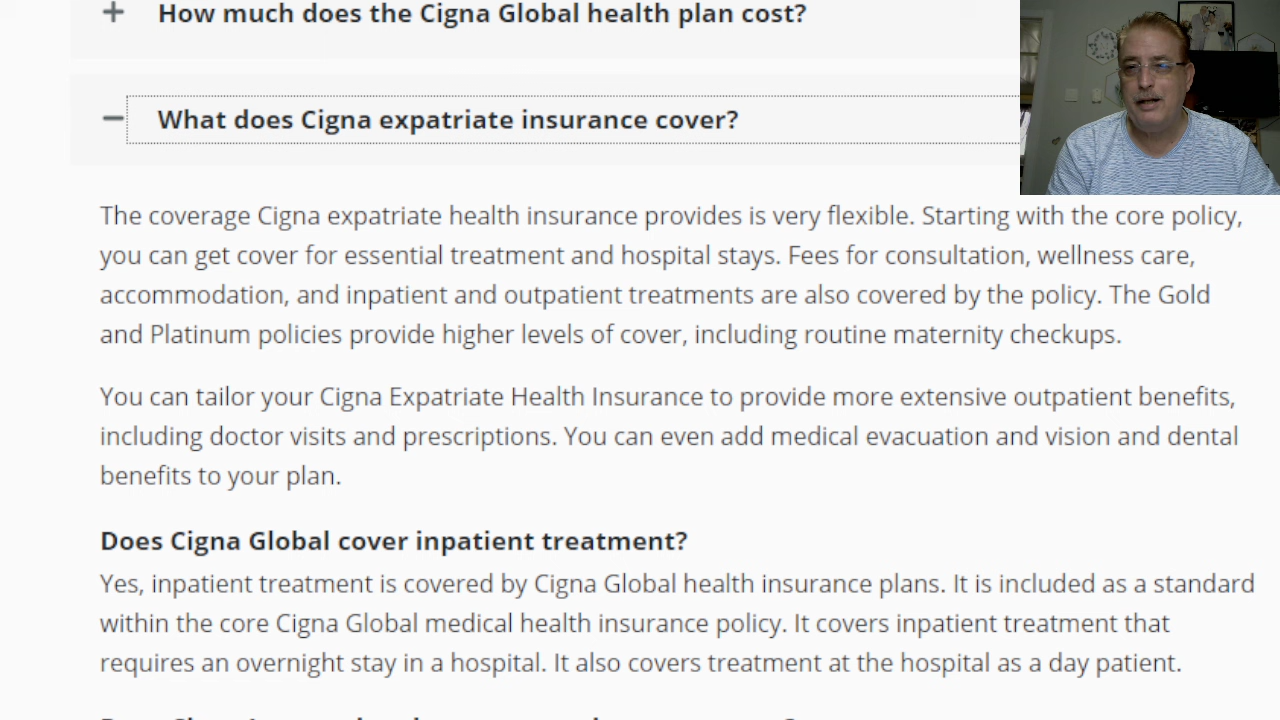 How much does the Cigna Global health plan cost?
What does Cigna expatriate insurance cover?
The coverage Cigna expatriate health insurance provides is very flexible. Starting with the core policy,
you can get cover for essential treatment and hospital stays. Fees for consultation, wellness care,
accommodation, and inpatient and outpatient treatments are also covered by the policy. The Gold
and Platinum policies provide higher levels of cover, including routine maternity checkups.
You can tailor your Cigna Expatriate Health Insurance to provide more extensive outpatient benefits,
including doctor visits and prescriptions. You can even add medical evacuation and vision and dental
benefits to your plan.
Does Cigna Global cover inpatient treatment?
Yes, inpatient treatment is covered by Cigna Global health insurance plans. It is included as a standard
within the core Cigna Global medical health insurance policy. It covers inpatient treatment that
requires an overnight stay in a hospital. It also covers treatment at the hospital as a day patient.